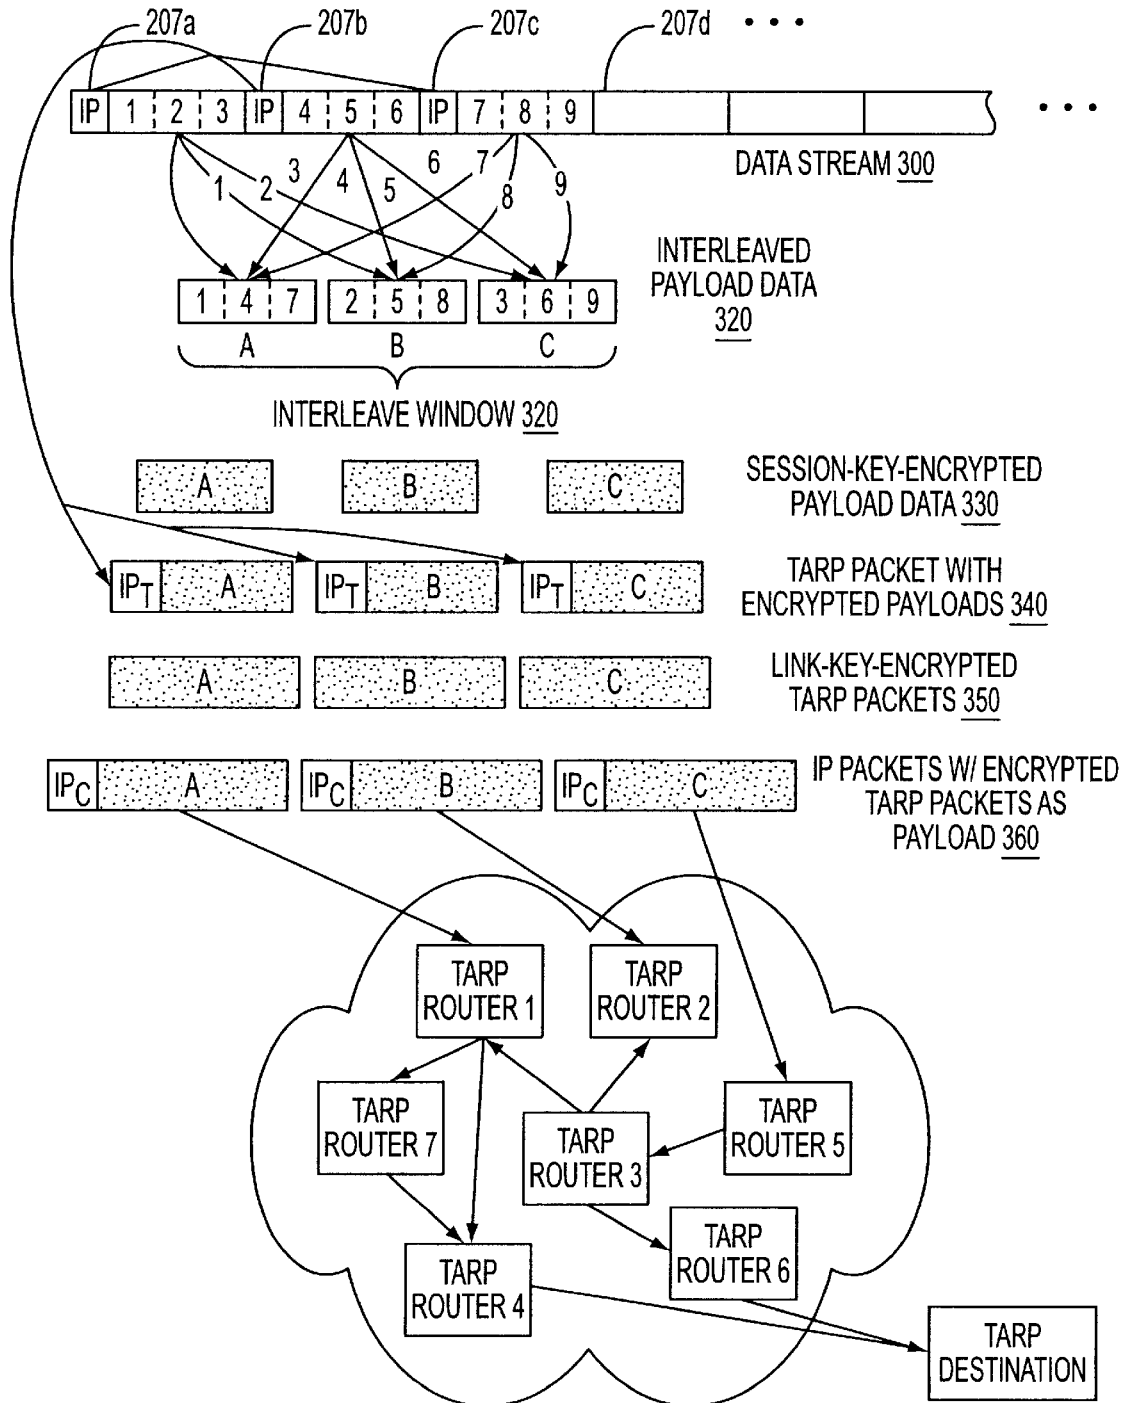 207a 207b 207c 207d • • •
IP 1 2 3 IP 4 5 6 IP 7 8 9 • • •
DATA STREAM 300
1 2 3 4 5 6 7 8 9
INTERLEAVED
PAYLOAD DATA
320
1 4 7 2 5 8 3 6 9
A B C
INTERLEAVE WINDOW 320
A B C
SESSION-KEY-ENCRYPTED
PAYLOAD DATA 330
IPT A IPT B IPT C
TARP PACKET WITH
ENCRYPTED PAYLOADS 340
A B C
LINK-KEY-ENCRYPTED
TARP PACKETS 350
IPC A IPC B IPC C
IP PACKETS W/ ENCRYPTED
TARP PACKETS AS
PAYLOAD 360
TARP
ROUTER 1
TARP
ROUTER 2
TARP
ROUTER 7
TARP
ROUTER 3
TARP
ROUTER 5
TARP
ROUTER 6
TARP
ROUTER 4
TARP
DESTINATION